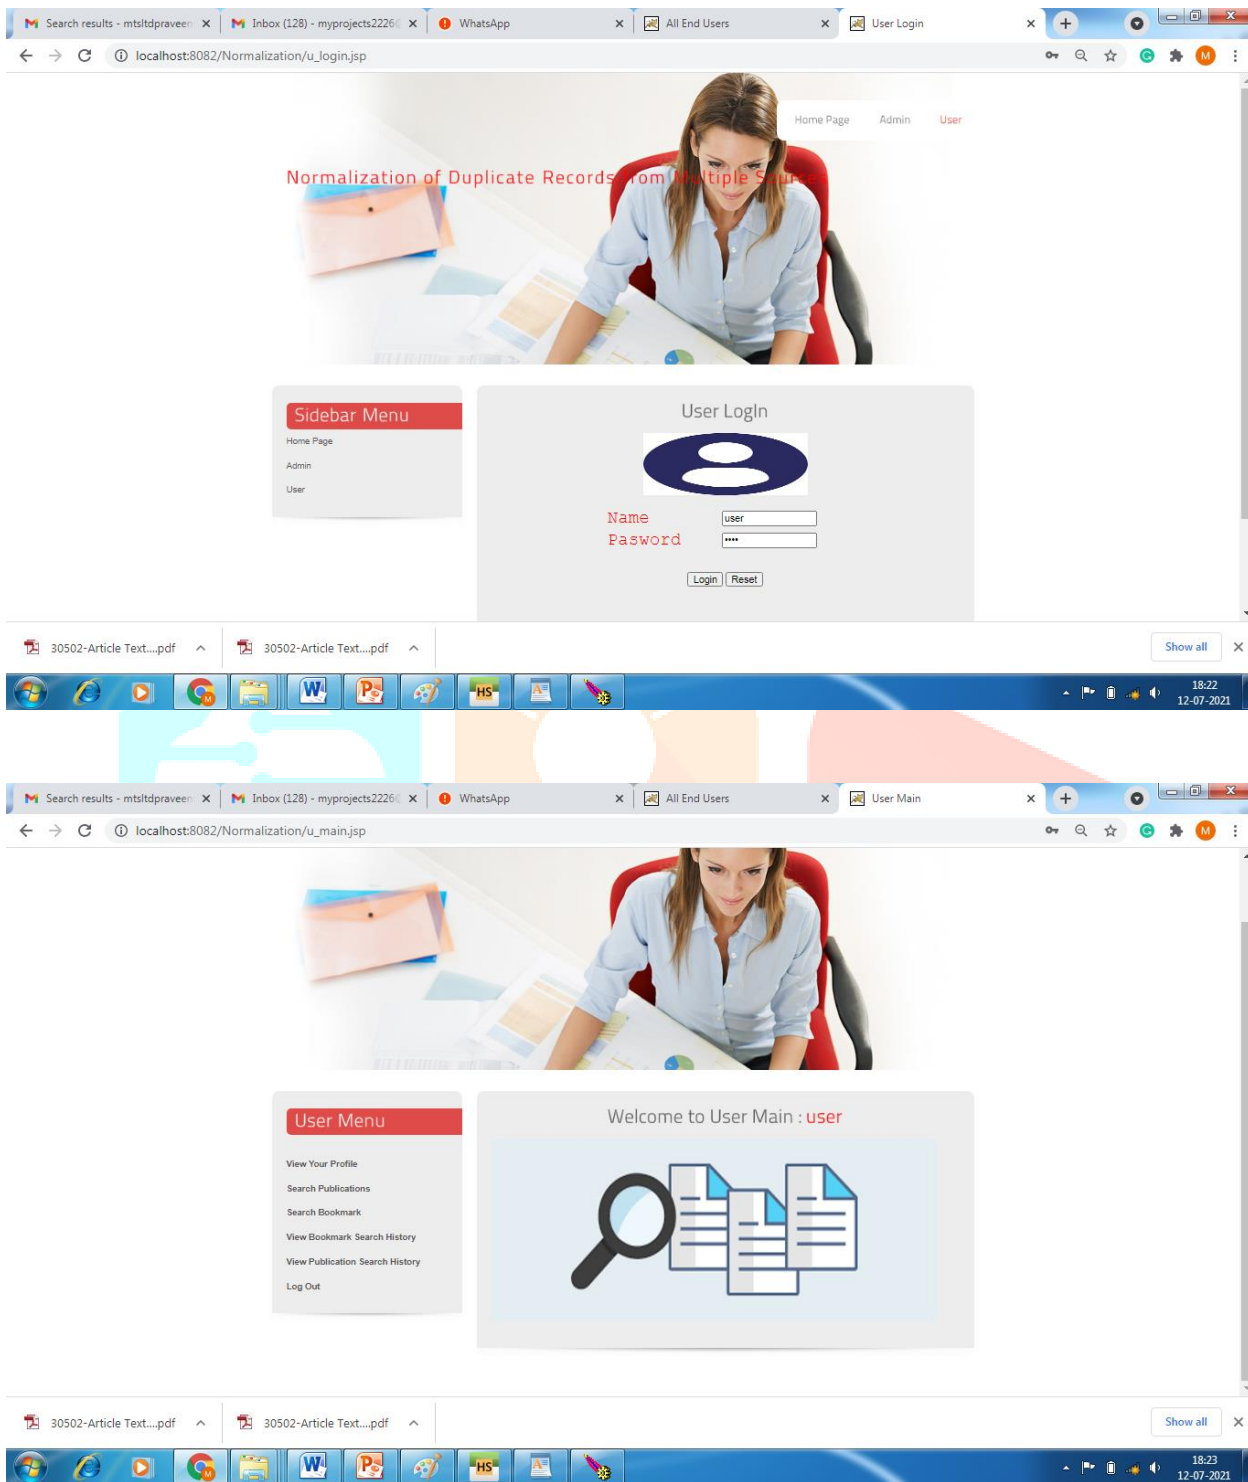 Search results - mtsltdpraveen
Inbox (128) - myprojects2226@
WhatsApp
All End Users
User Login
localhost:8082/Normalization/u_login.jsp
M
Home Page Admin User
Normalization of Duplicate Records from Multiple Sources
Sidebar Menu
Home Page
Admin
User
User LogIn
Name user
Pasword ••••
Login Reset
30502-Article Text....pdf
30502-Article Text....pdf
Show all
HS
18:22
12-07-2021
Search results - mtsltdpraveen
Inbox (128) - myprojects2226@
WhatsApp
All End Users
User Main
localhost:8082/Normalization/u_main.jsp
M
User Menu
View Your Profile
Search Publications
Search Bookmark
View Bookmark Search History
View Publication Search History
Log Out
Welcome to User Main : user
30502-Article Text....pdf
30502-Article Text....pdf
Show all
HS
18:23
12-07-2021